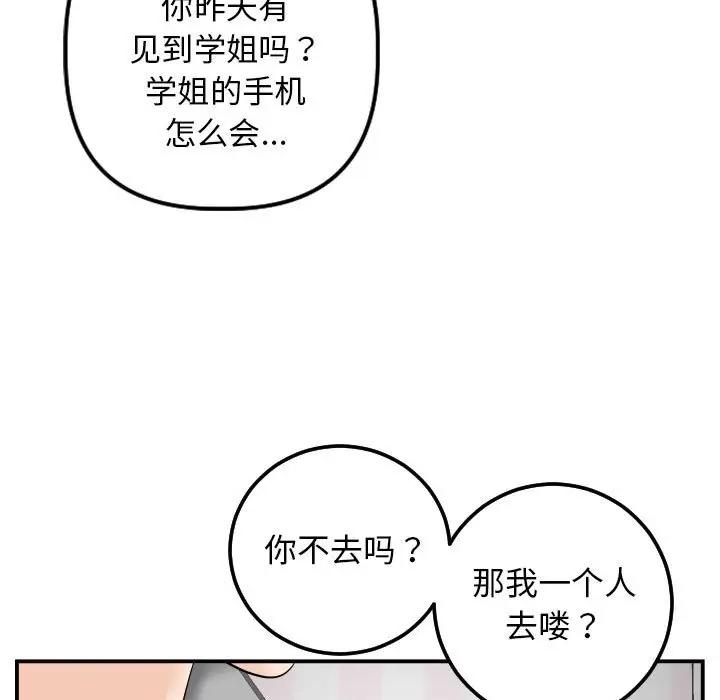 你昨天有
见到学姐吗？
学姐的手机
怎么会...
你不去吗？
那我一个人
去喽？